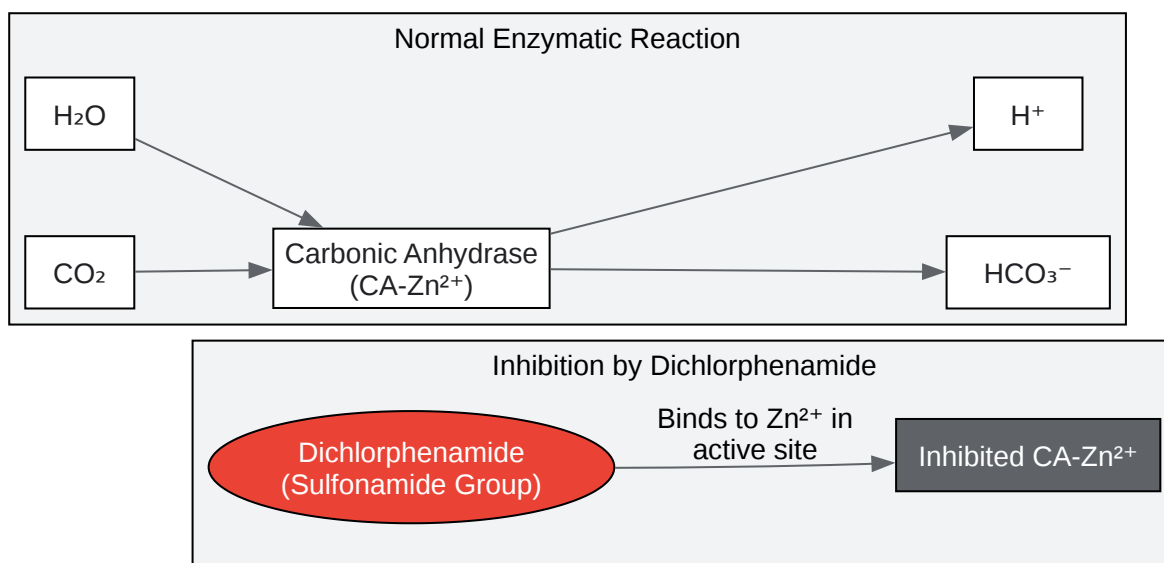 Normal Enzymatic Reaction
H₂O
H⁺
CO₂
Carbonic Anhydrase
(CA-Zn²⁺)
HCO₃⁻
Inhibition by Dichlorphenamide
Dichlorphenamide
(Sulfonamide Group)
Binds to Zn²⁺ in
active site
Inhibited CA-Zn²⁺